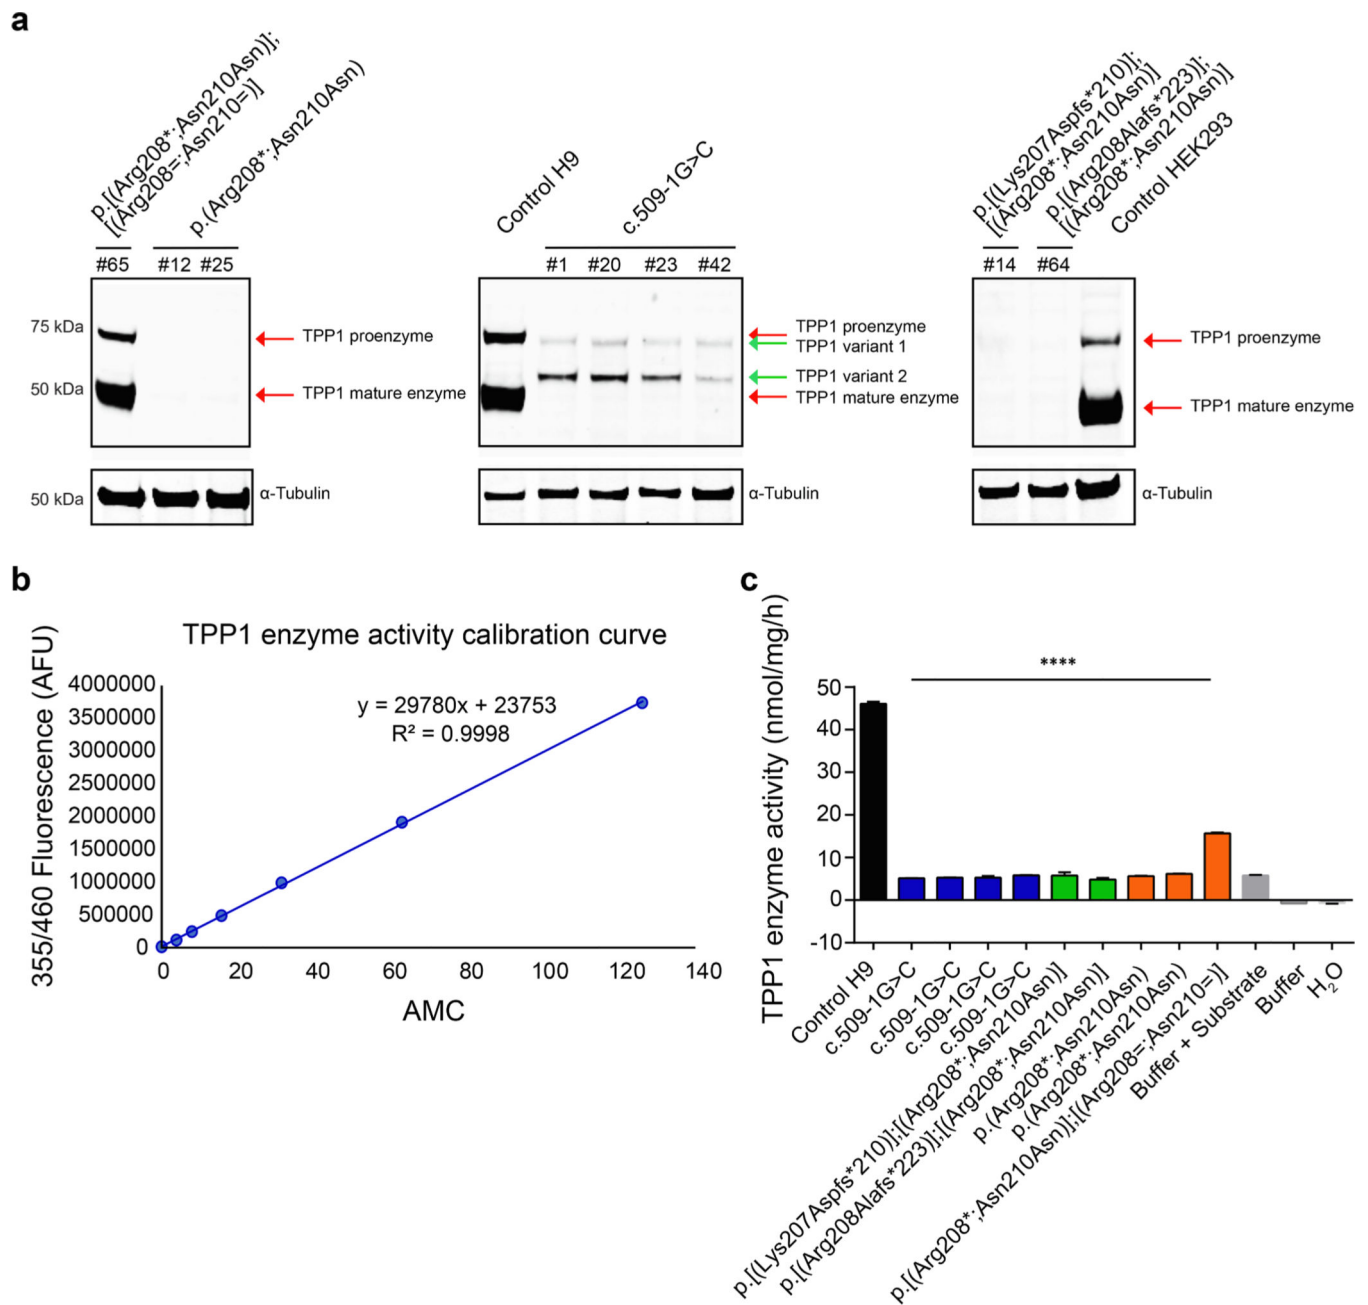 a
p.[(Arg208*;Asn210Asn)];
[(Arg208=;Asn210=)]
p.(Arg208*;Asn210Asn)
#65 #12 #25
75 kDa
50 kDa
TPP1 proenzyme
TPP1 mature enzyme
50 kDa
α-Tubulin
Control H9
c.509-1G>C
#1 #20 #23 #42
TPP1 proenzyme
TPP1 variant 1
TPP1 variant 2
TPP1 mature enzyme
α-Tubulin
p.[(Lys207Aspfs*210)];
[(Arg208*;Asn210Asn)]
p.[(Arg208Alafs*223)];
[(Arg208*;Asn210Asn)]
Control HEK293
#14 #64
TPP1 proenzyme
TPP1 mature enzyme
α-Tubulin
b
TPP1 enzyme activity calibration curve
355/460 Fluorescence (AFU)
4000000
3500000
3000000
2500000
2000000
1500000
1000000
500000
0
y = 29780x + 23753
R² = 0.9998
0 20 40 60 80 100 120 140
AMC
c
TPP1 enzyme activity (nmol/mg/h)
50
40
30
20
10
0
-10
****
Control H9
c.509-1G>C
c.509-1G>C
c.509-1G>C
c.509-1G>C
p.[(Lys207Aspfs*210)];[(Arg208*;Asn210Asn)]
p.[(Arg208Alafs*223)];[(Arg208*;Asn210Asn)]
p.(Arg208*;Asn210Asn)
p.(Arg208*;Asn210Asn)
p.[(Arg208*;Asn210Asn)];[(Arg208=;Asn210=)]
Buffer + Substrate
Buffer
H₂O